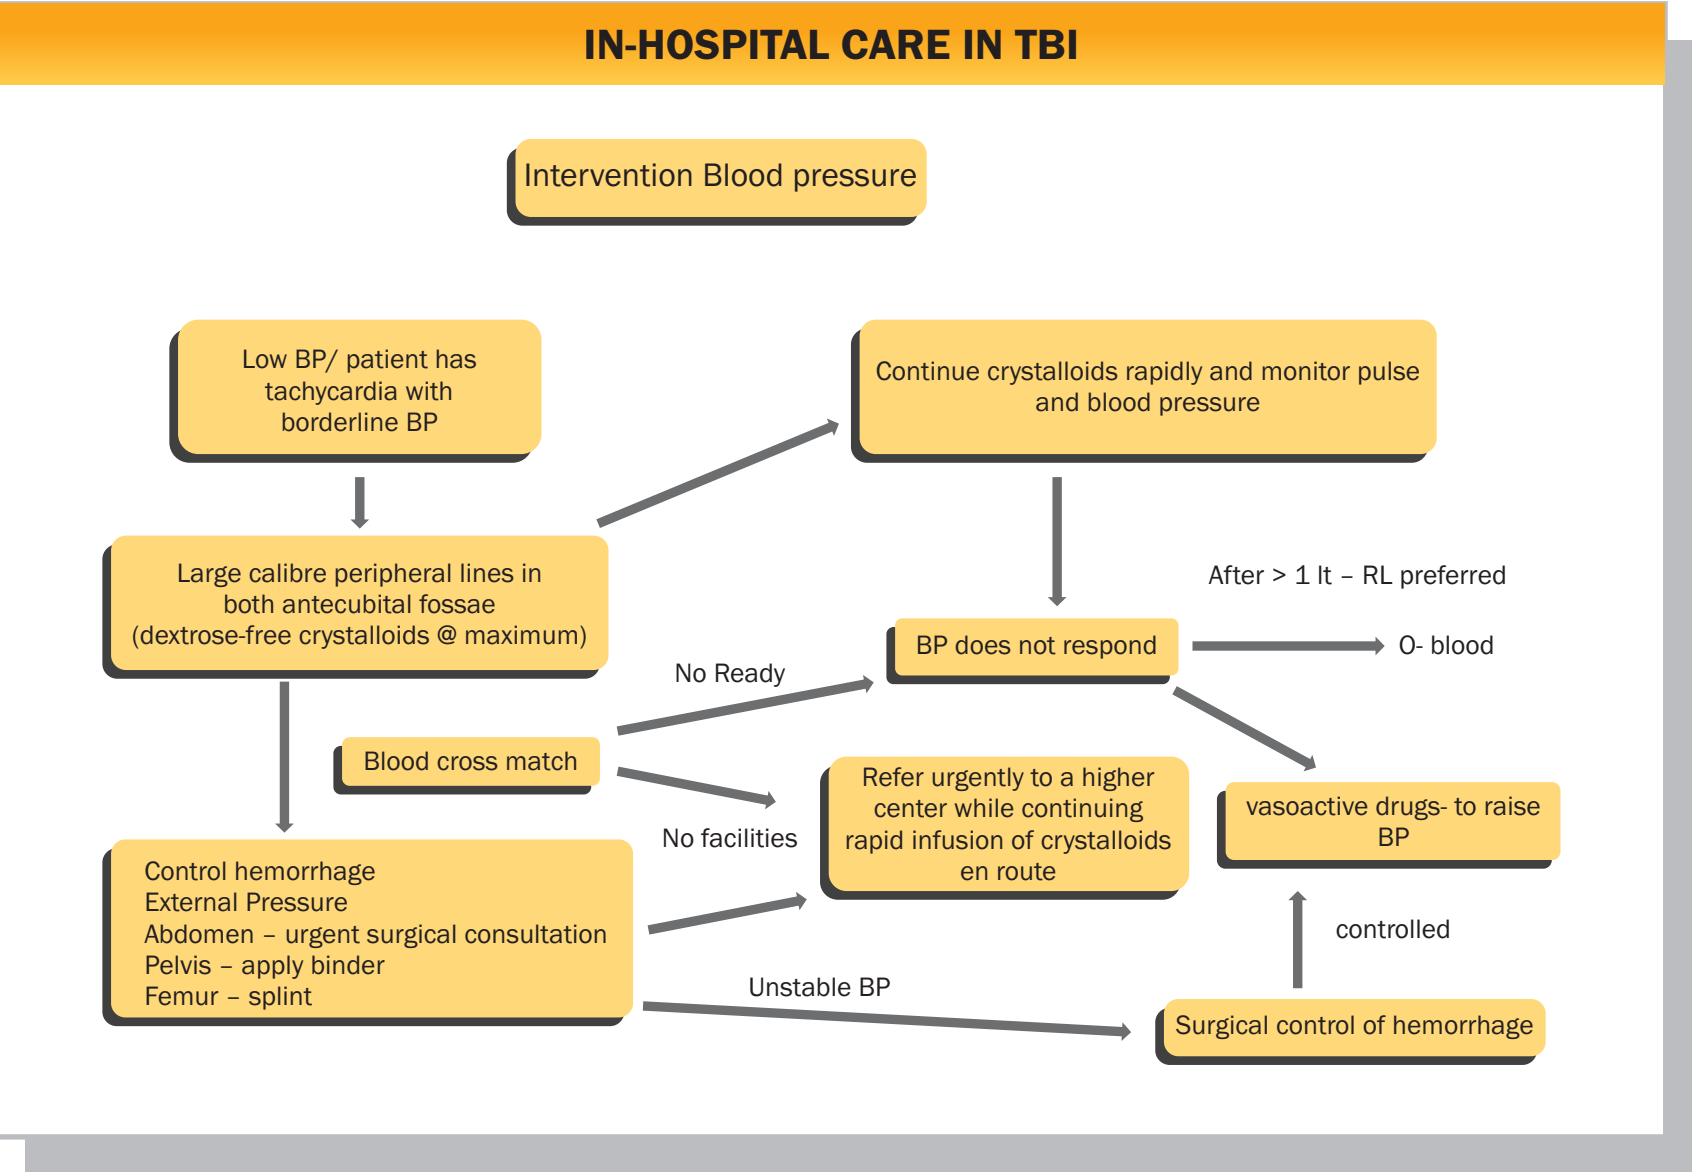 IN-HOSPITAL CARE IN TBI
Intervention Blood pressure
Low BP/ patient has
tachycardia with
borderline BP
Continue crystalloids rapidly and monitor pulse
and blood pressure
Large calibre peripheral lines in
both antecubital fossae
(dextrose-free crystalloids @ maximum)
After > 1 lt – RL preferred
BP does not respond
O- blood
No Ready
Blood cross match
No facilities
Refer urgently to a higher
center while continuing
rapid infusion of crystalloids
en route
vasoactive drugs- to raise
BP
Control hemorrhage
External Pressure
Abdomen – urgent surgical consultation
Pelvis – apply binder
Femur – splint
controlled
Unstable BP
Surgical control of hemorrhage